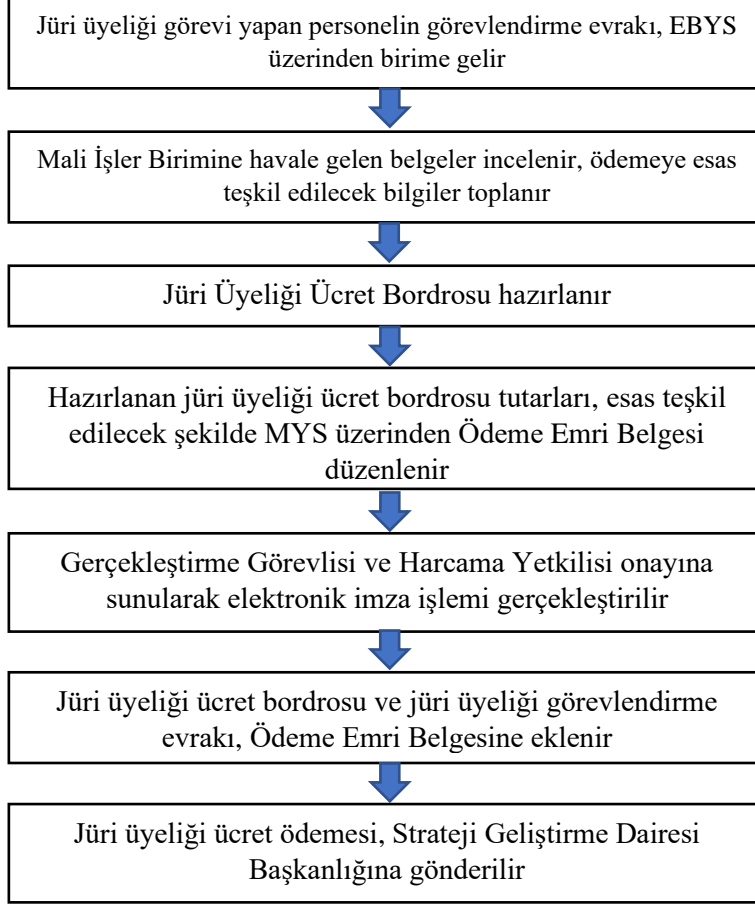 Jüri üyeliği görevi yapan personelin görevlendirme evrakı, EBYS
üzerinden birime gelir
Mali İşler Birimine havale gelen belgeler incelenir, ödemeye esas
teşkil edilecek bilgiler toplanır
Jüri Üyeliği Ücret Bordrosu hazırlanır
Hazırlanan jüri üyeliği ücret bordrosu tutarları, esas teşkil
edilecek şekilde MYS üzerinden Ödeme Emri Belgesi
düzenlenir
Gerçekleştirme Görevlisi ve Harcama Yetkilisi onayına
sunularak elektronik imza işlemi gerçekleştirilir
Jüri üyeliği ücret bordrosu ve jüri üyeliği görevlendirme
evrakı, Ödeme Emri Belgesine eklenir
Jüri üyeliği ücret ödemesi, Strateji Geliştirme Dairesi
Başkanlığına gönderilir